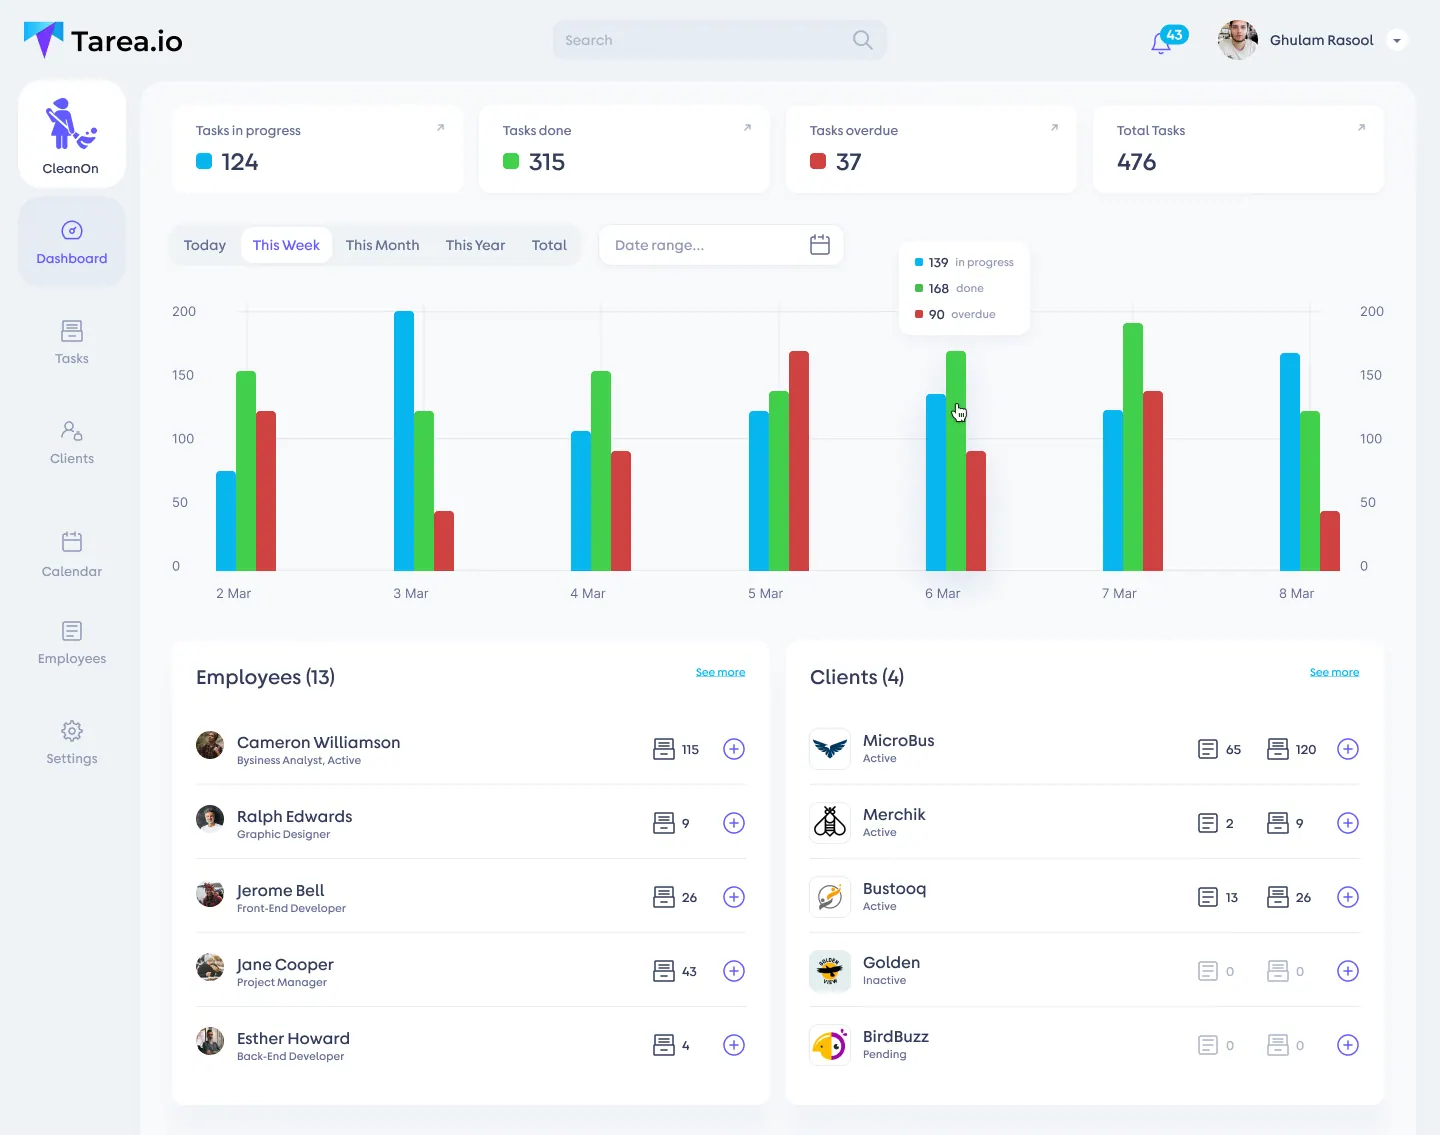 Tarea.io
Search
43
Ghulam Rasool
CleanOn
Dashboard
Tasks
Clients
Calendar
Employees
Settings
Tasks in progress
124
Tasks done
315
Tasks overdue
37
Total Tasks
476
Today This Week This Month This Year Total
Date range...
139 in progress
168 done
90 overdue
200 200
150 150
100 100
50 50
0 0
2 Mar 3 Mar 4 Mar 5 Mar 6 Mar 7 Mar 8 Mar
Employees (13)
See more
Cameron Williamson
Bysiness Analyst, Active
115
Ralph Edwards
Graphic Designer
9
Jerome Bell
Front-End Developer
26
Jane Cooper
Project Manager
43
Esther Howard
Back-End Developer
4
Clients (4)
See more
MicroBus
Active
65 120
Merchik
Active
2 9
Bustooq
Active
13 26
GOLDEN
VIEW
Golden
Inactive
0 0
BirdBuzz
Pending
0 0